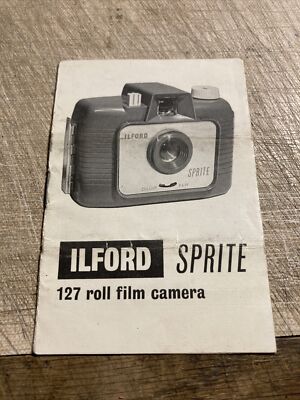 ILFORD
SPRITE
ILFORD SPRITE
127 roll film camera